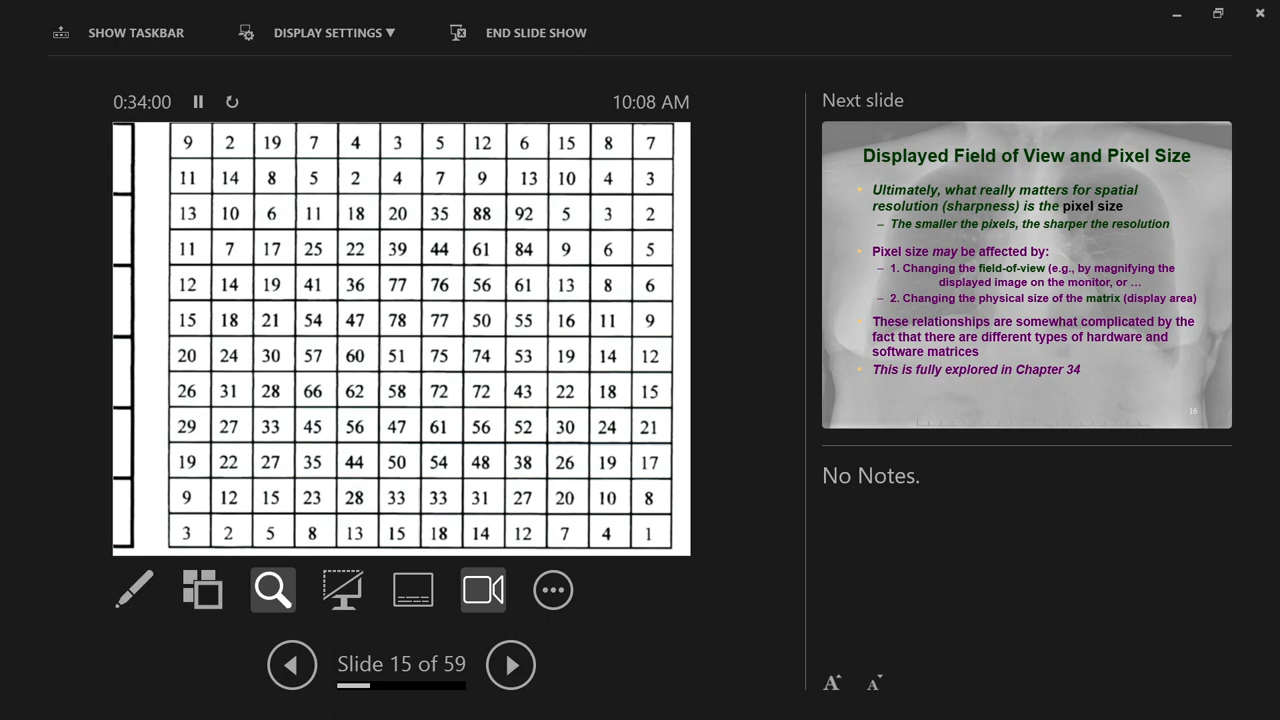 SHOW TASKBAR DISPLAY SETTINGS ▼ END SLIDE SHOW
0:34:00 10:08 AM
9 2 19 7 4 3 5 12 6 15 8 7
11 14 8 5 2 4 7 9 13 10 4 3
13 10 6 11 18 20 35 88 92 5 3 2
11 7 17 25 22 39 44 61 84 9 6 5
12 14 19 41 36 77 76 56 61 13 8 6
15 18 21 54 47 78 77 50 55 16 11 9
20 24 30 57 60 51 75 74 53 19 14 12
26 31 28 66 62 58 72 72 43 22 18 15
29 27 33 45 56 47 61 56 52 30 24 21
19 22 27 35 44 50 54 48 38 26 19 17
9 12 15 23 28 33 33 31 27 20 10 8
3 2 5 8 13 15 18 14 12 7 4 1
Slide 15 of 59
Next slide
Displayed Field of View and Pixel Size
• Ultimately, what really matters for spatial
resolution (sharpness) is the pixel size
– The smaller the pixels, the sharper the resolution
• Pixel size may be affected by:
– 1. Changing the field-of-view (e.g., by magnifying the
displayed image on the monitor, or …
– 2. Changing the physical size of the matrix (display area)
• These relationships are somewhat complicated by the
fact that there are different types of hardware and
software matrices
• This is fully explored in Chapter 34
16
No Notes.
A A